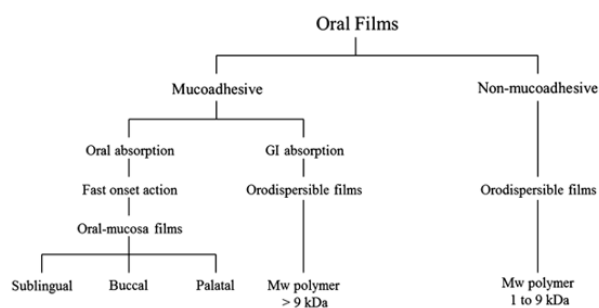 Oral Films
Mucoadhesive
Non-mucoadhesive
Oral absorption
GI absorption
Fast onset action
Orodispersible films
Orodispersible films
Oral-mucosa films
Sublingual
Buccal
Palatal
Mw polymer
> 9 kDa
Mw polymer
1 to 9 kDa